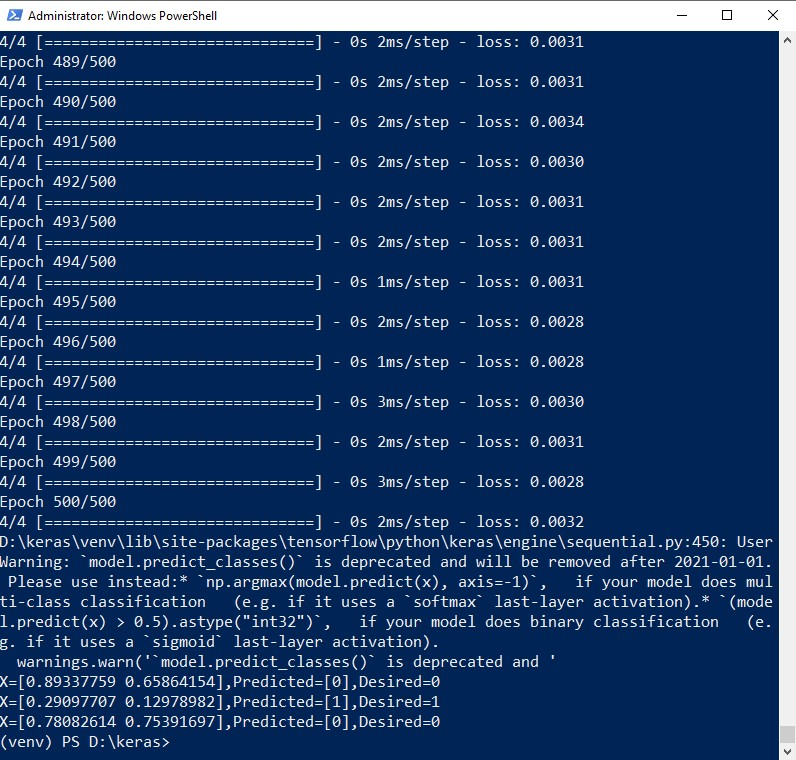 Administrator: Windows PowerShell
4/4 [==============================] - 0s 2ms/step - loss: 0.0031
Epoch 489/500
4/4 [==============================] - 0s 2ms/step - loss: 0.0031
Epoch 490/500
4/4 [==============================] - 0s 2ms/step - loss: 0.0034
Epoch 491/500
4/4 [==============================] - 0s 2ms/step - loss: 0.0030
Epoch 492/500
4/4 [==============================] - 0s 2ms/step - loss: 0.0031
Epoch 493/500
4/4 [==============================] - 0s 2ms/step - loss: 0.0031
Epoch 494/500
4/4 [==============================] - 0s 1ms/step - loss: 0.0031
Epoch 495/500
4/4 [==============================] - 0s 2ms/step - loss: 0.0028
Epoch 496/500
4/4 [==============================] - 0s 1ms/step - loss: 0.0028
Epoch 497/500
4/4 [==============================] - 0s 3ms/step - loss: 0.0030
Epoch 498/500
4/4 [==============================] - 0s 2ms/step - loss: 0.0031
Epoch 499/500
4/4 [==============================] - 0s 3ms/step - loss: 0.0028
Epoch 500/500
4/4 [==============================] - 0s 2ms/step - loss: 0.0032
D:\keras\venv\lib\site-packages\tensorflow\python\keras\engine\sequential.py:450: User
Warning: `model.predict_classes()` is deprecated and will be removed after 2021-01-01.
 Please use instead:* `np.argmax(model.predict(x), axis=-1)`,   if your model does mul
ti-class classification   (e.g. if it uses a `softmax` last-layer activation).* `(mode
l.predict(x) > 0.5).astype("int32")`,   if your model does binary classification   (e.
g. if it uses a `sigmoid` last-layer activation).
  warnings.warn('`model.predict_classes()` is deprecated and '
X=[0.89337759 0.65864154],Predicted=[0],Desired=0
X=[0.29097707 0.12978982],Predicted=[1],Desired=1
X=[0.78082614 0.75391697],Predicted=[0],Desired=0
(venv) PS D:\keras>